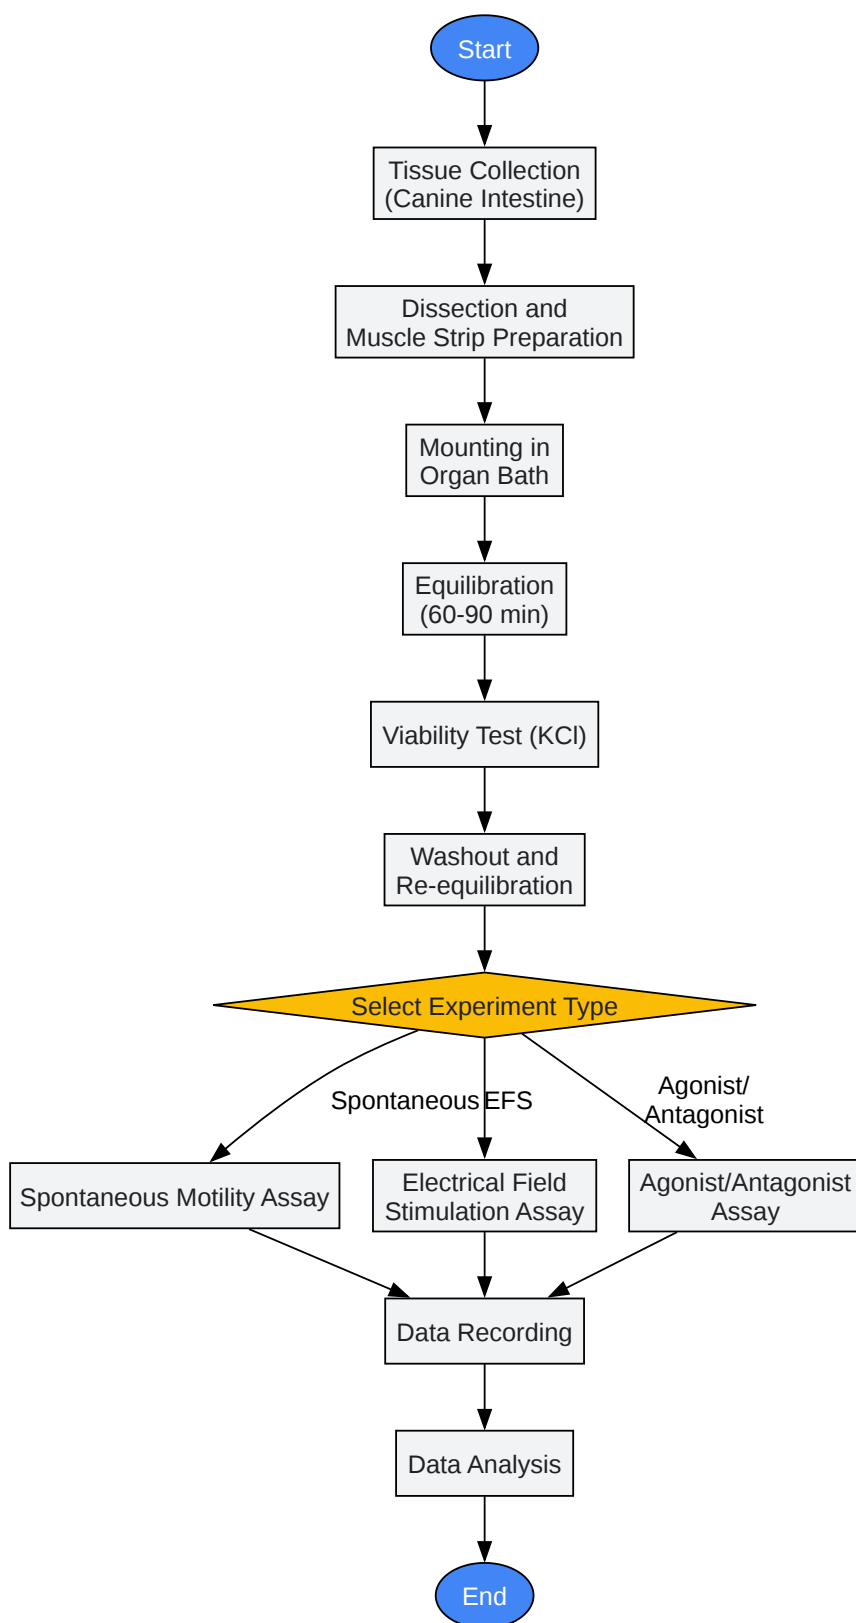 Start
Tissue Collection
(Canine Intestine)
Dissection and
Muscle Strip Preparation
Mounting in
Organ Bath
Equilibration
(60-90 min)
Viability Test (KCl)
Washout and
Re-equilibration
Select Experiment Type
Spontaneous
EFS
Agonist/
Antagonist
Spontaneous Motility Assay
Electrical Field
Stimulation Assay
Agonist/Antagonist
Assay
Data Recording
Data Analysis
End